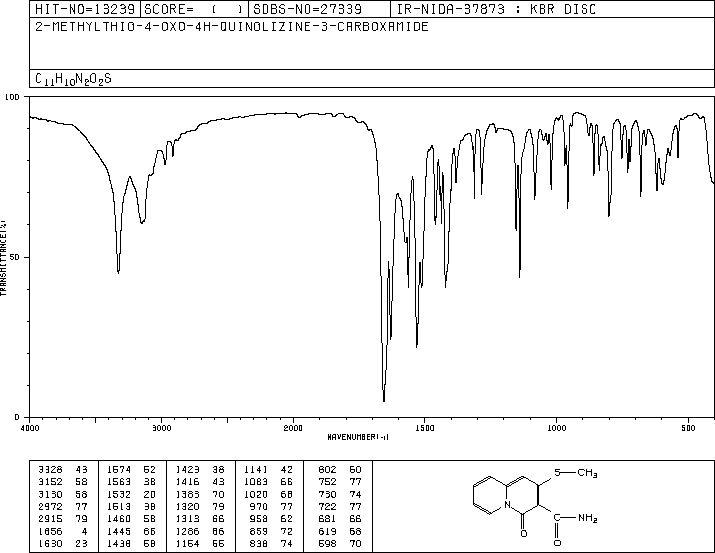 HIT-NO=13239 SCORE= ( ) SDBS-NO=27339 IR-NIDA-37873 : KBR DISC
2-METHYLTHIO-4-OXO-4H-QUINOLIZINE-3-CARBOXAMIDE
C11H10N2O2S
100
50
0
TRANSMITTANCE(%)
4000 3000 2000 1500 1000 500
WAVENUMBER(-1)
3328 43 1574 52 1423 38 1141 42 802 60
3152 58 1563 38 1416 43 1083 66 752 77
3130 58 1532 20 1383 70 1020 68 730 74
2972 77 1513 38 1320 79 970 77 722 77
2915 79 1460 58 1313 66 958 62 681 66
1656 4 1445 66 1286 66 859 72 619 68
1630 23 1438 58 1154 55 838 74 598 70
S CH3
N
NH2
O O